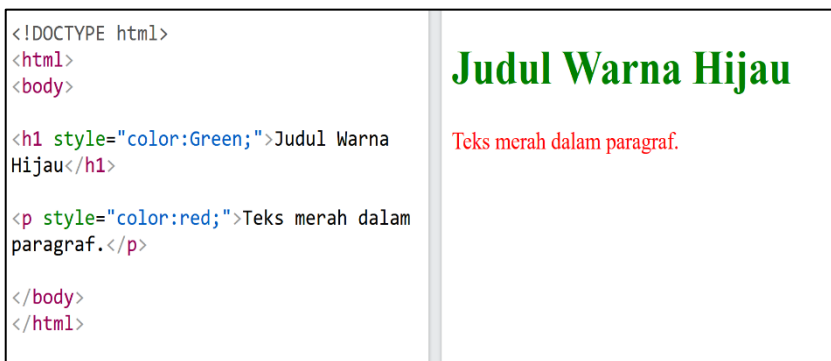 <!DOCTYPE html>
<html>
<body>
<h1 style="color:Green;">Judul Warna
Hijau</h1>
<p style="color:red;">Teks merah dalam
paragraf.</p>
</body>
</html>
Judul Warna Hijau
Teks merah dalam paragraf.